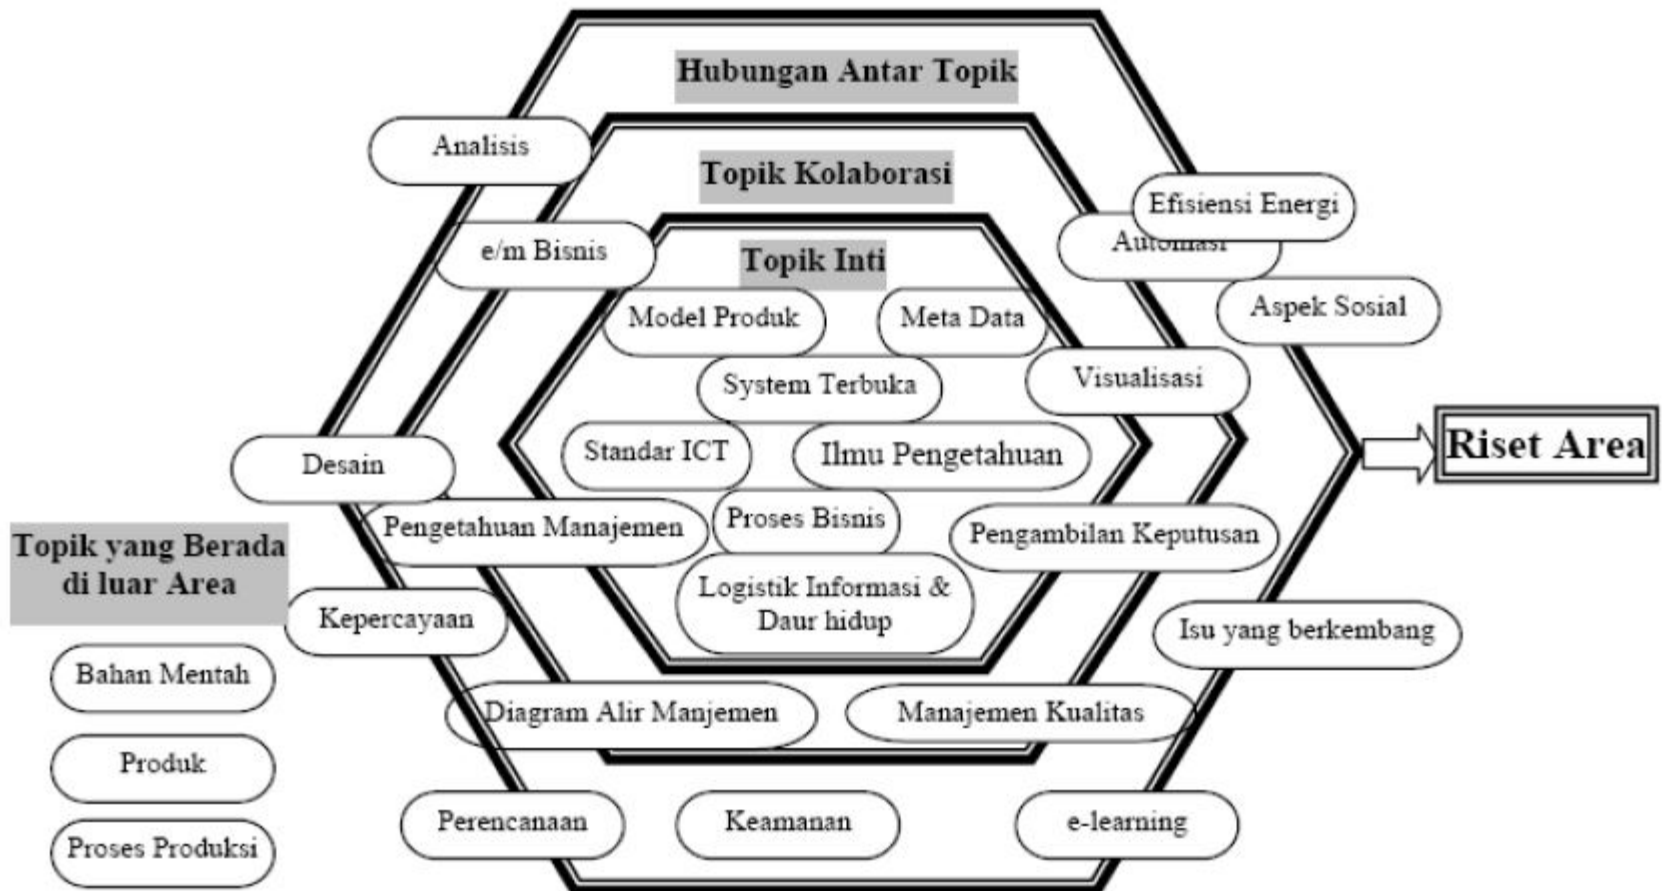 Hubungan Antar Topik
Analisis
Topik Kolaborasi
Efisiensi Energi
Automasi
e/m Bisnis
Topik Inti
Aspek Sosial
Model Produk
Meta Data
System Terbuka
Visualisasi
Standar ICT
Ilmu Pengetahuan
Riset Area
Desain
Pengetahuan Manajemen
Proses Bisnis
Pengambilan Keputusan
Topik yang Berada
di luar Area
Logistik Informasi &
Daur hidup
Kepercayaan
Isu yang berkembang
Bahan Mentah
Diagram Alir Manjemen
Manajemen Kualitas
Produk
Perencanaan
Keamanan
e-learning
Proses Produksi